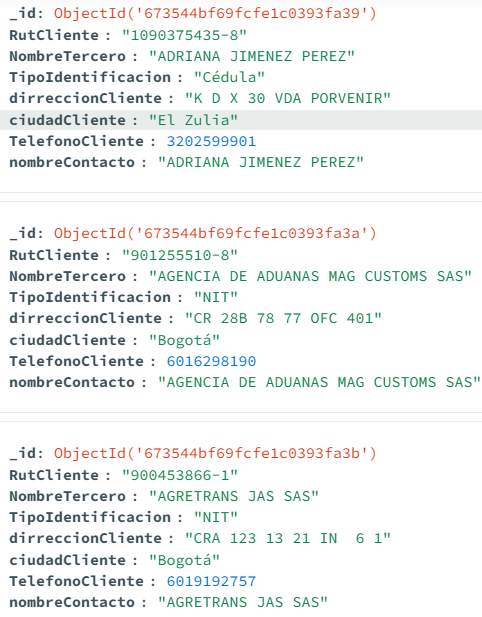 _id: ObjectId('673544bf69fcfe1c0393fa39')
RutCliente : "1090375435-8"
NombreTercero : "ADRIANA JIMENEZ PEREZ"
TipoIdentificacion : "Cédula"
dirreccionCliente : "K D X 30 VDA PORVENIR"
ciudadCliente : "El Zulia"
TelefonoCliente : 3202599901
nombreContacto : "ADRIANA JIMENEZ PEREZ"
_id: ObjectId('673544bf69fcfe1c0393fa3a')
RutCliente : "901255510-8"
NombreTercero : "AGENCIA DE ADUANAS MAG CUSTOMS SAS"
TipoIdentificacion : "NIT"
dirreccionCliente : "CR 28B 78 77 OFC 401"
ciudadCliente : "Bogotá"
TelefonoCliente : 6016298190
nombreContacto : "AGENCIA DE ADUANAS MAG CUSTOMS SAS"
_id: ObjectId('673544bf69fcfe1c0393fa3b')
RutCliente : "900453866-1"
NombreTercero : "AGRETRANS JAS SAS"
TipoIdentificacion : "NIT"
dirreccionCliente : "CRA 123 13 21 IN  6 1"
ciudadCliente : "Bogotá"
TelefonoCliente : 6019192757
nombreContacto : "AGRETRANS JAS SAS"